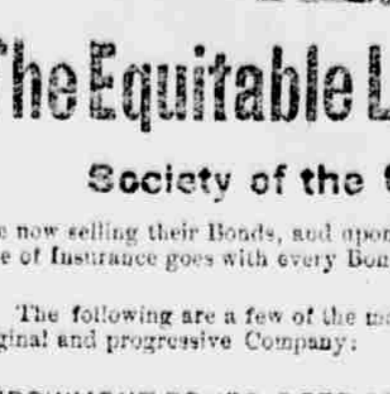 The Equitable L
Society of the
e now selling their Bonds, and upon
e of Insurance goes with every Bon
The following are a few of the ma
ginal and progressive Company: